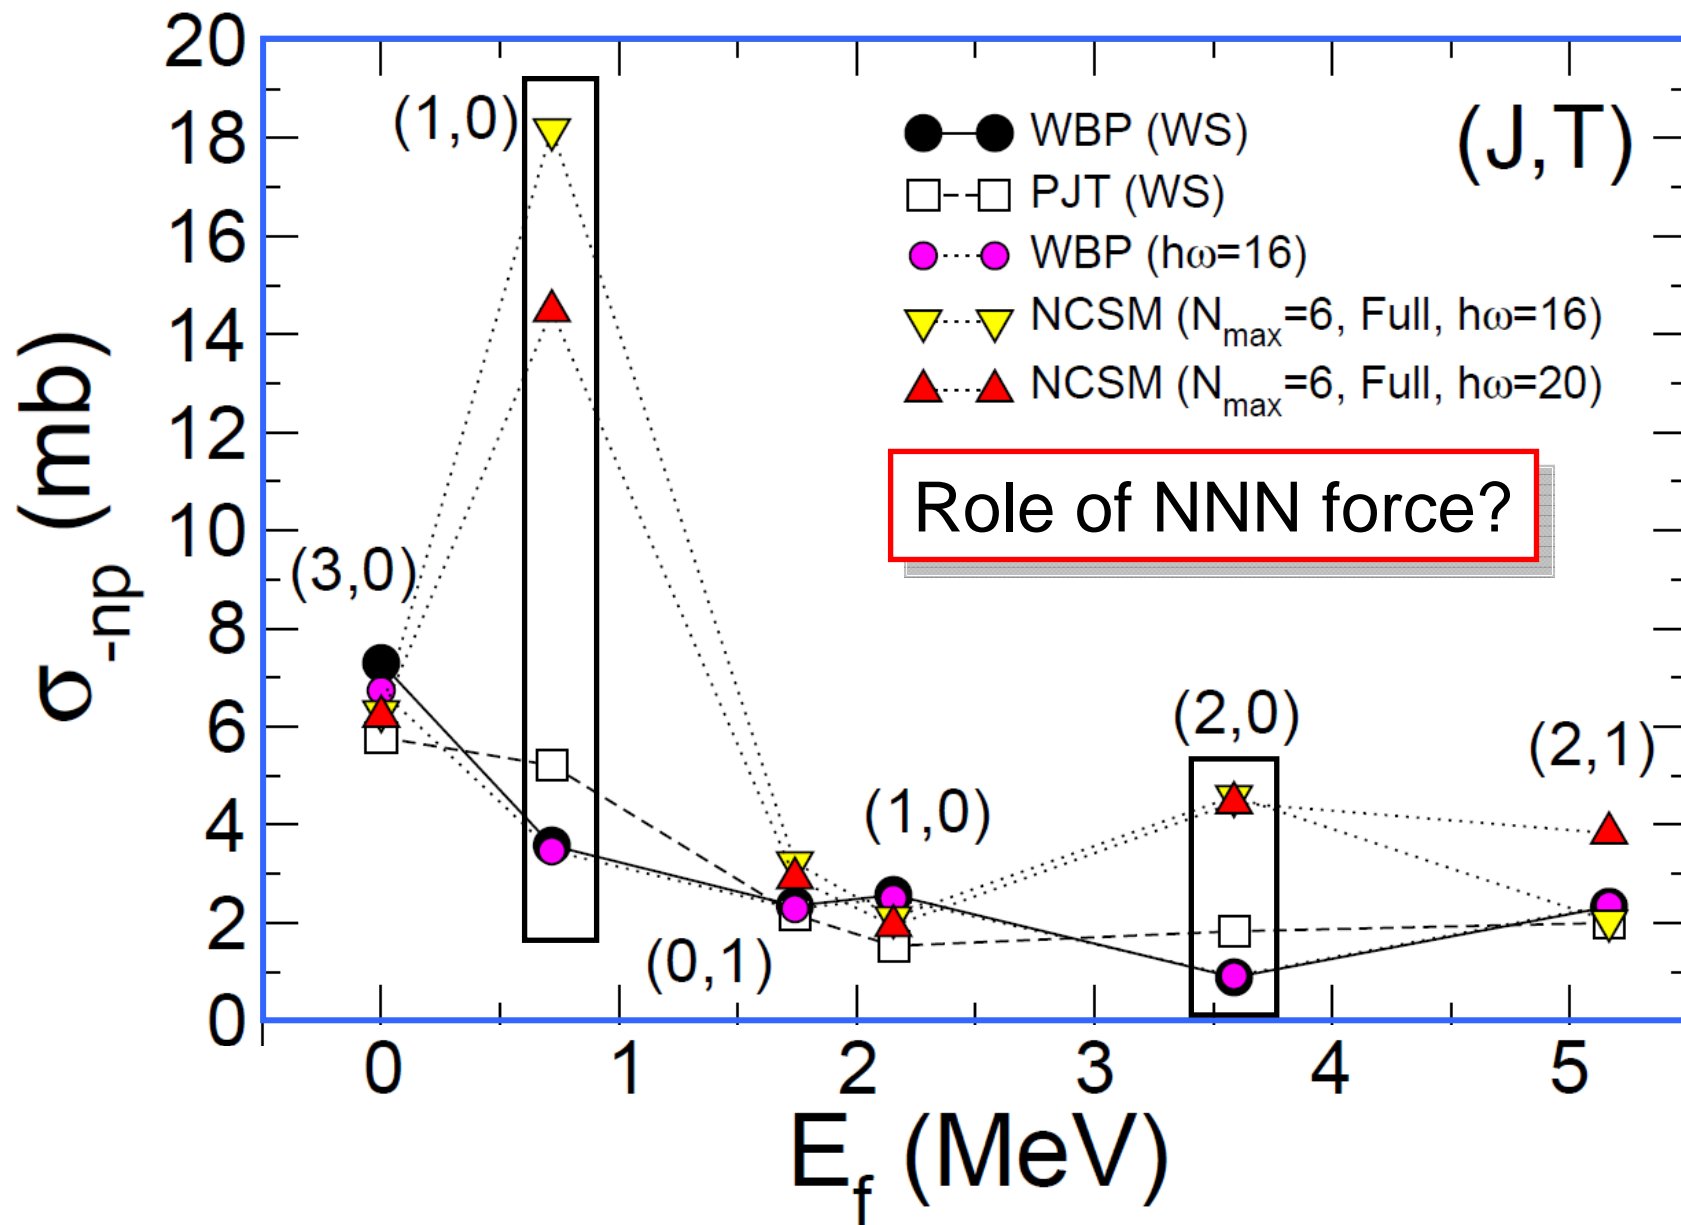 20
18
16
14
12
10
8
6
4
2
0
σ-np (mb)
0 1 2 3 4 5
Ef (MeV)
(J,T)
WBP (WS)
PJT (WS)
WBP (hω=16)
NCSM (Nmax=6, Full, hω=16)
NCSM (Nmax=6, Full, hω=20)
Role of NNN force?
(3,0)
(1,0)
(0,1)
(1,0)
(2,0)
(2,1)